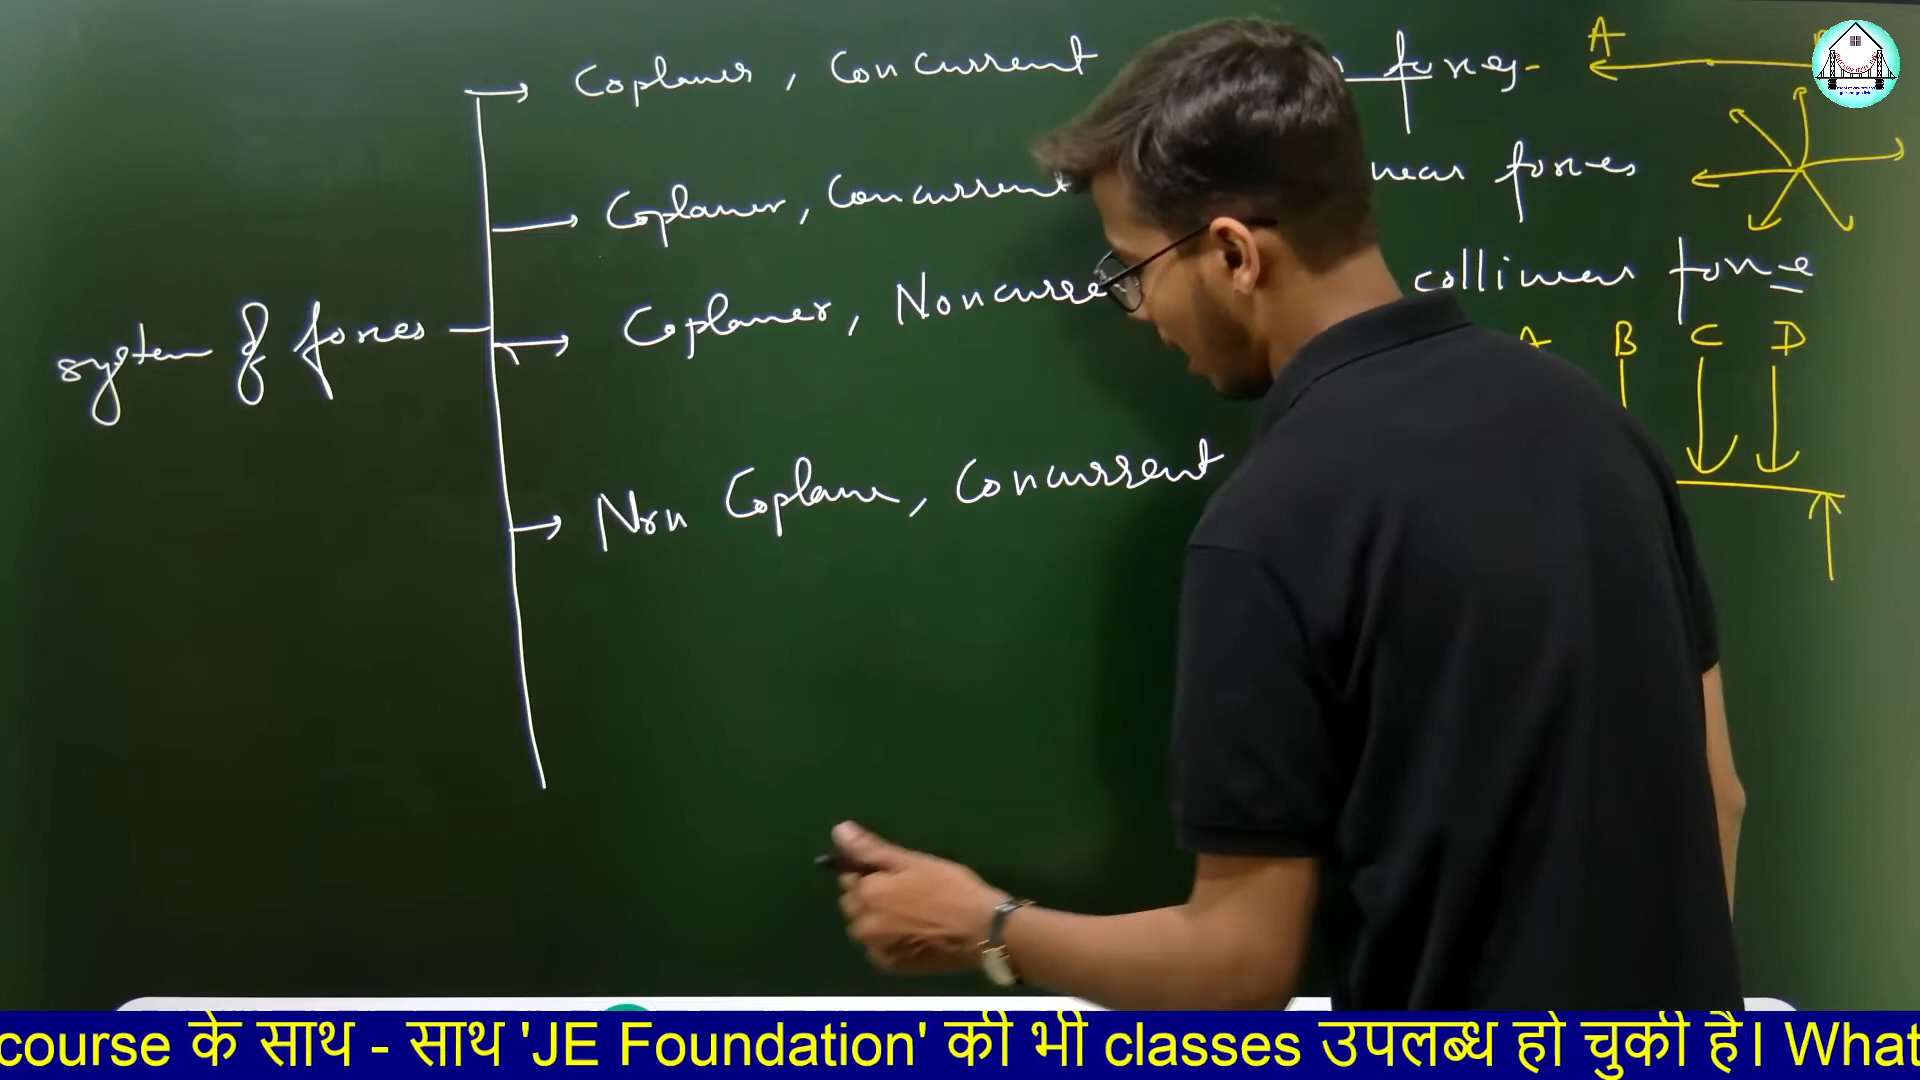 Coplaner, Concurrent forces- A
Coplaner, Concurrent near forces
system of forces
Coplaner, Noncurre collinear force
A B C D
Non Coplane, Concurrent
course के साथ - साथ 'JE Foundation' की भी classes उपलब्ध हो चुकी है। What